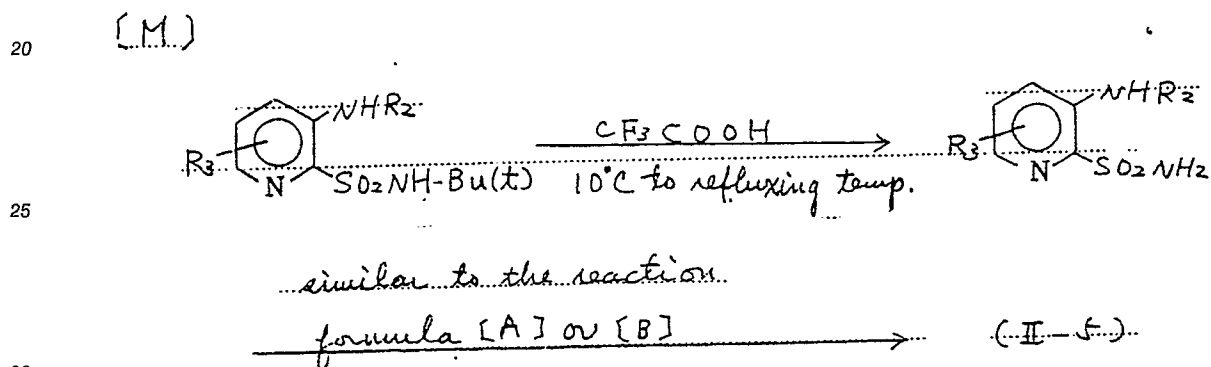 20 [M]
NHR2 CF3COOH NHR2
R3 N SO2NH-Bu(t) 10°C to refluxing temp. R3 N SO2NH2
25
similar to the reaction
formula [A] or [B] (II-5)